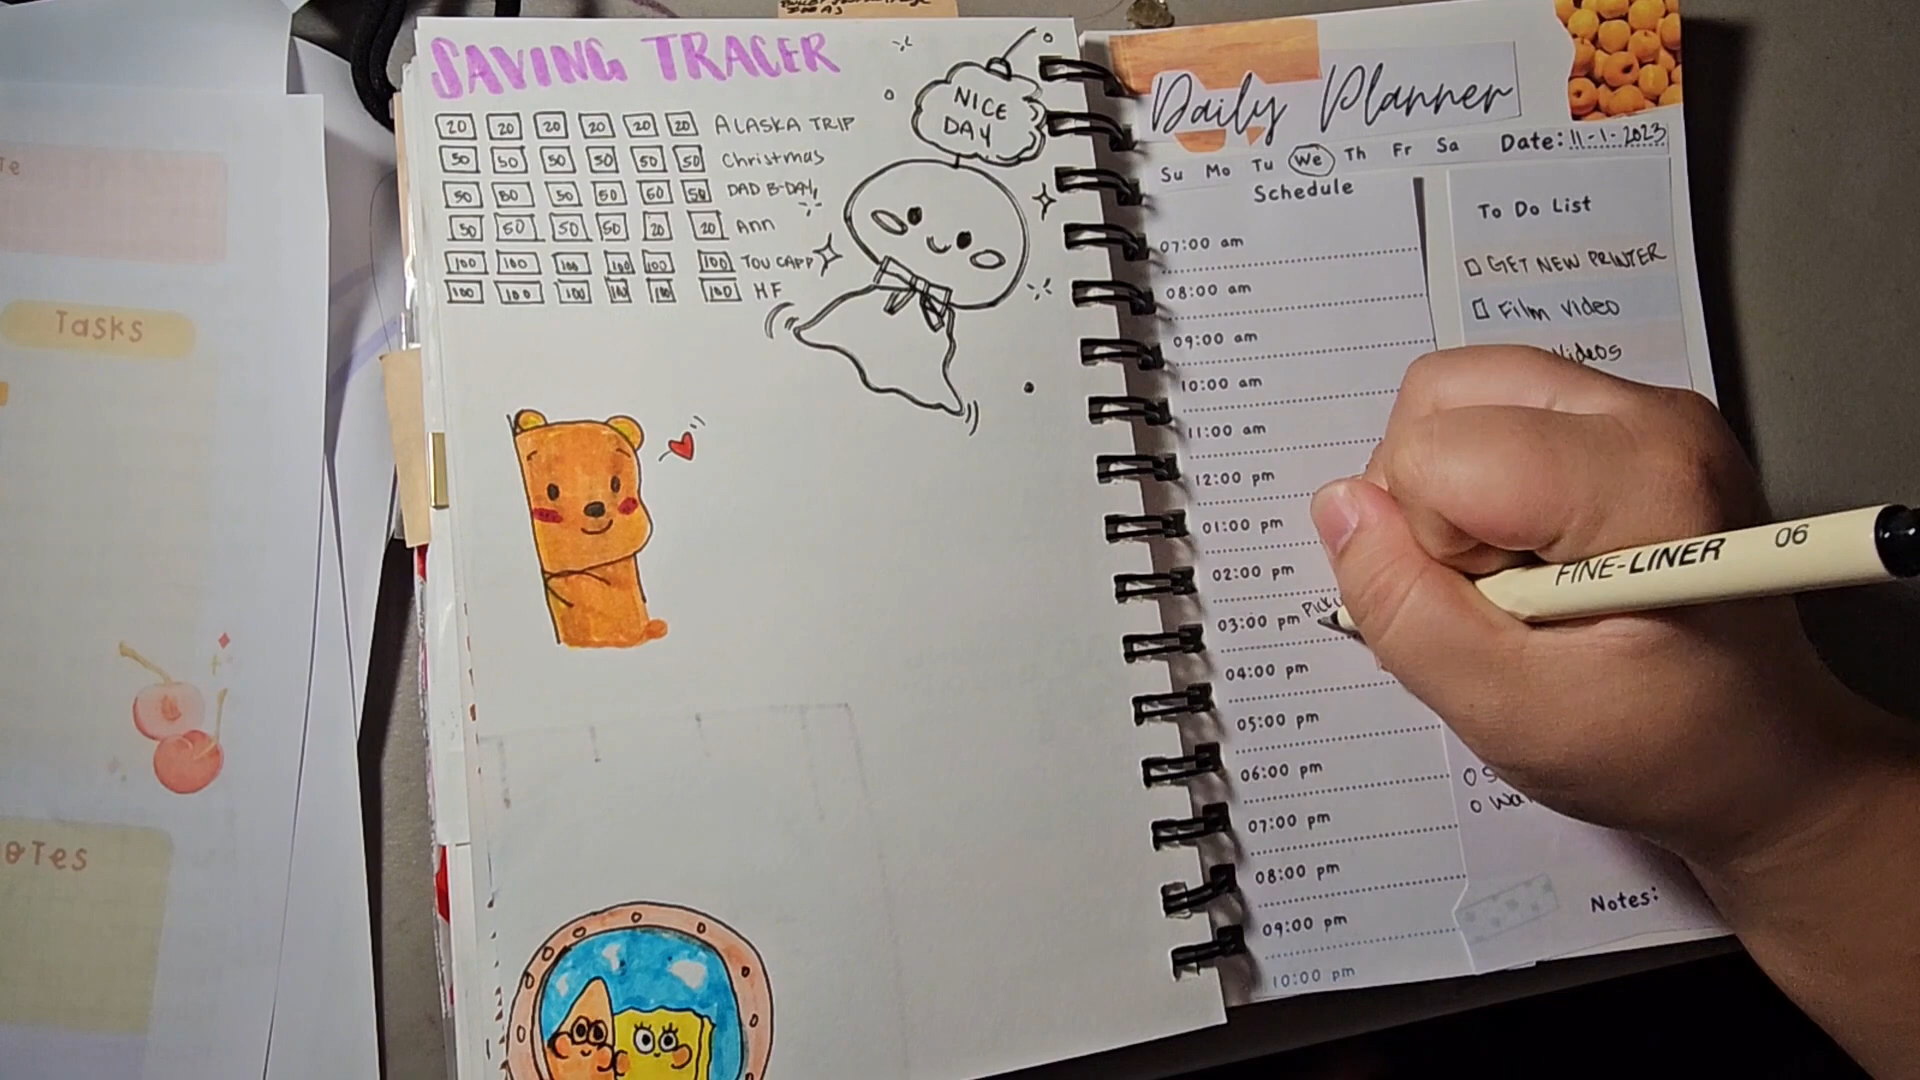 SAVING TRACER
20 20 20 20 20 20 ALASKA TRIP
50 50 50 50 50 50 Christmas
50 50 50 50 60 50 DAD B-DAY
50 50 50 50 20 20 Ann
100 100 100 100 100 100 TOU CAPP
100 100 100 100 100 100 HF
NICE
DAY
Tasks
Daily Planner
Su Mo Tu We Th Fr Sa
Date: 11-1-2023
Schedule
07:00 am
08:00 am
09:00 am
10:00 am
11:00 am
12:00 pm
01:00 pm
02:00 pm
03:00 pm
04:00 pm
05:00 pm
06:00 pm
07:00 pm
08:00 pm
09:00 pm
10:00 pm
To Do List
GET NEW PRINTER
Film Video
Videos
Notes:
FINE-LINER 06